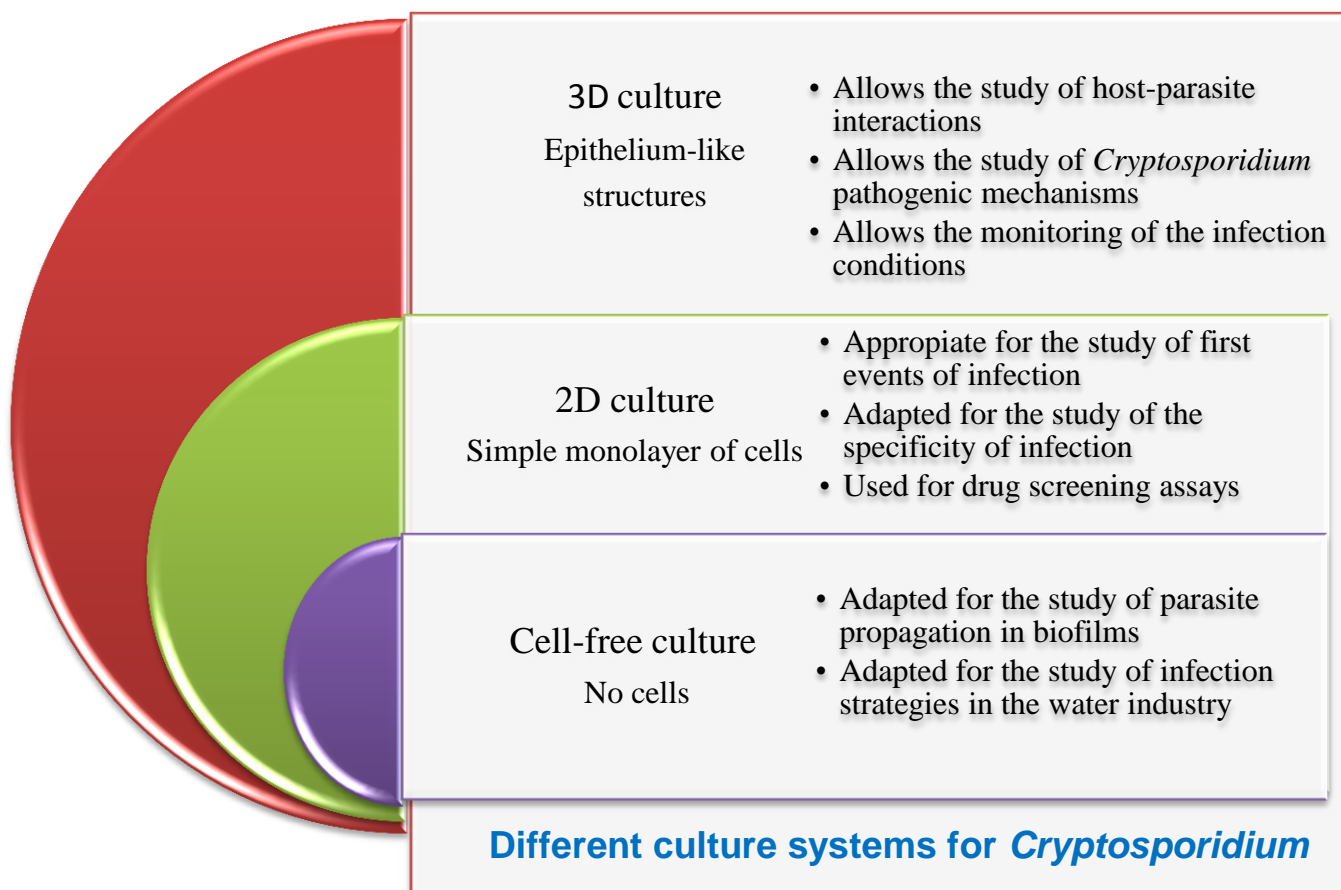 3D culture
Epithelium-like
structures
• Allows the study of host-parasite
interactions
• Allows the study of Cryptosporidium
pathogenic mechanisms
• Allows the monitoring of the infection
conditions
2D culture
Simple monolayer of cells
• Appropiate for the study of first
events of infection
• Adapted for the study of the
specificity of infection
• Used for drug screening assays
Cell-free culture
No cells
• Adapted for the study of parasite
propagation in biofilms
• Adapted for the study of infection
strategies in the water industry
Different culture systems for Cryptosporidium